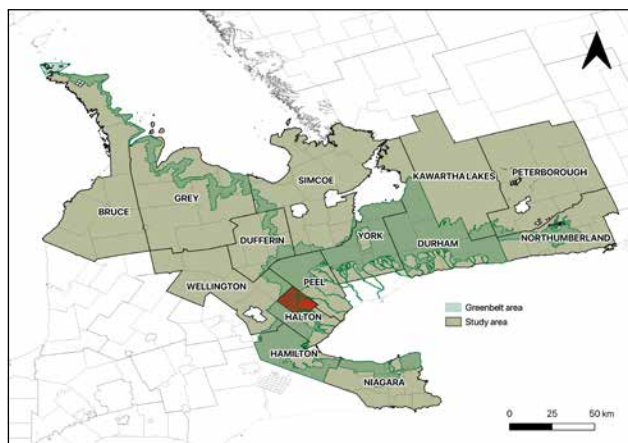 KAWARTHA LAKES
PETERBOROUGH
SIMCOE
GREY
BRUCE
YORK
DUFFERIN
DURHAM
NORTHUMBERLAND
WELLINGTON
PEEL
HALTON
HAMILTON
NIAGARA
Greenbelt area
Study area
0 25 50 km